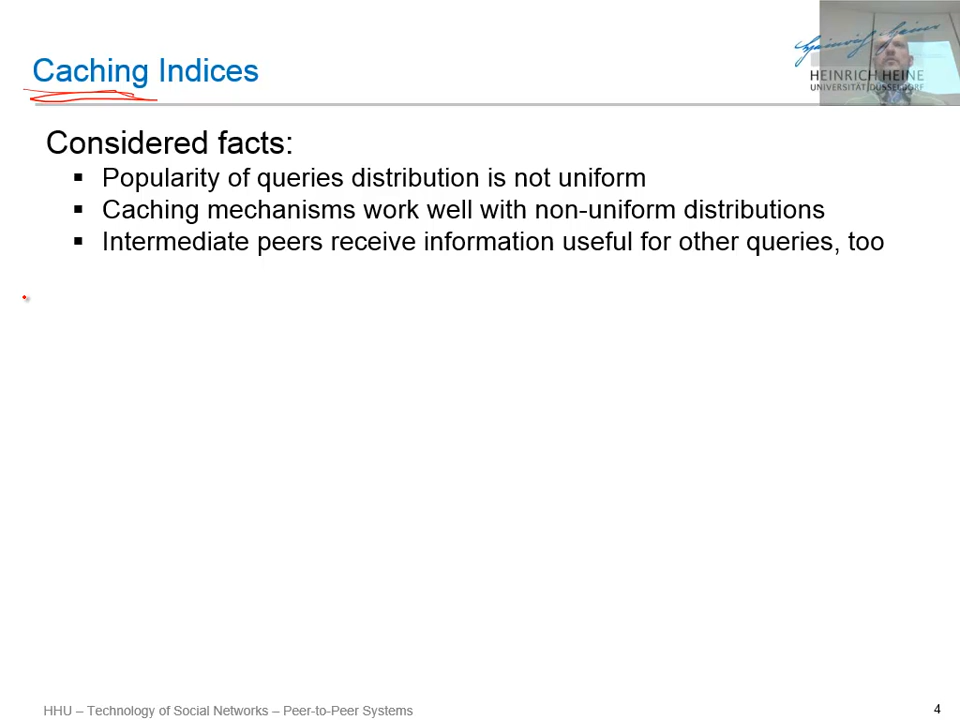 Caching Indices
Heinrich Heine
HEINRICH HEINE
UNIVERSITÄT DÜSSELDORF
Considered facts:
▪ Popularity of queries distribution is not uniform
▪ Caching mechanisms work well with non-uniform distributions
▪ Intermediate peers receive information useful for other queries, too
HHU – Technology of Social Networks – Peer-to-Peer Systems
4